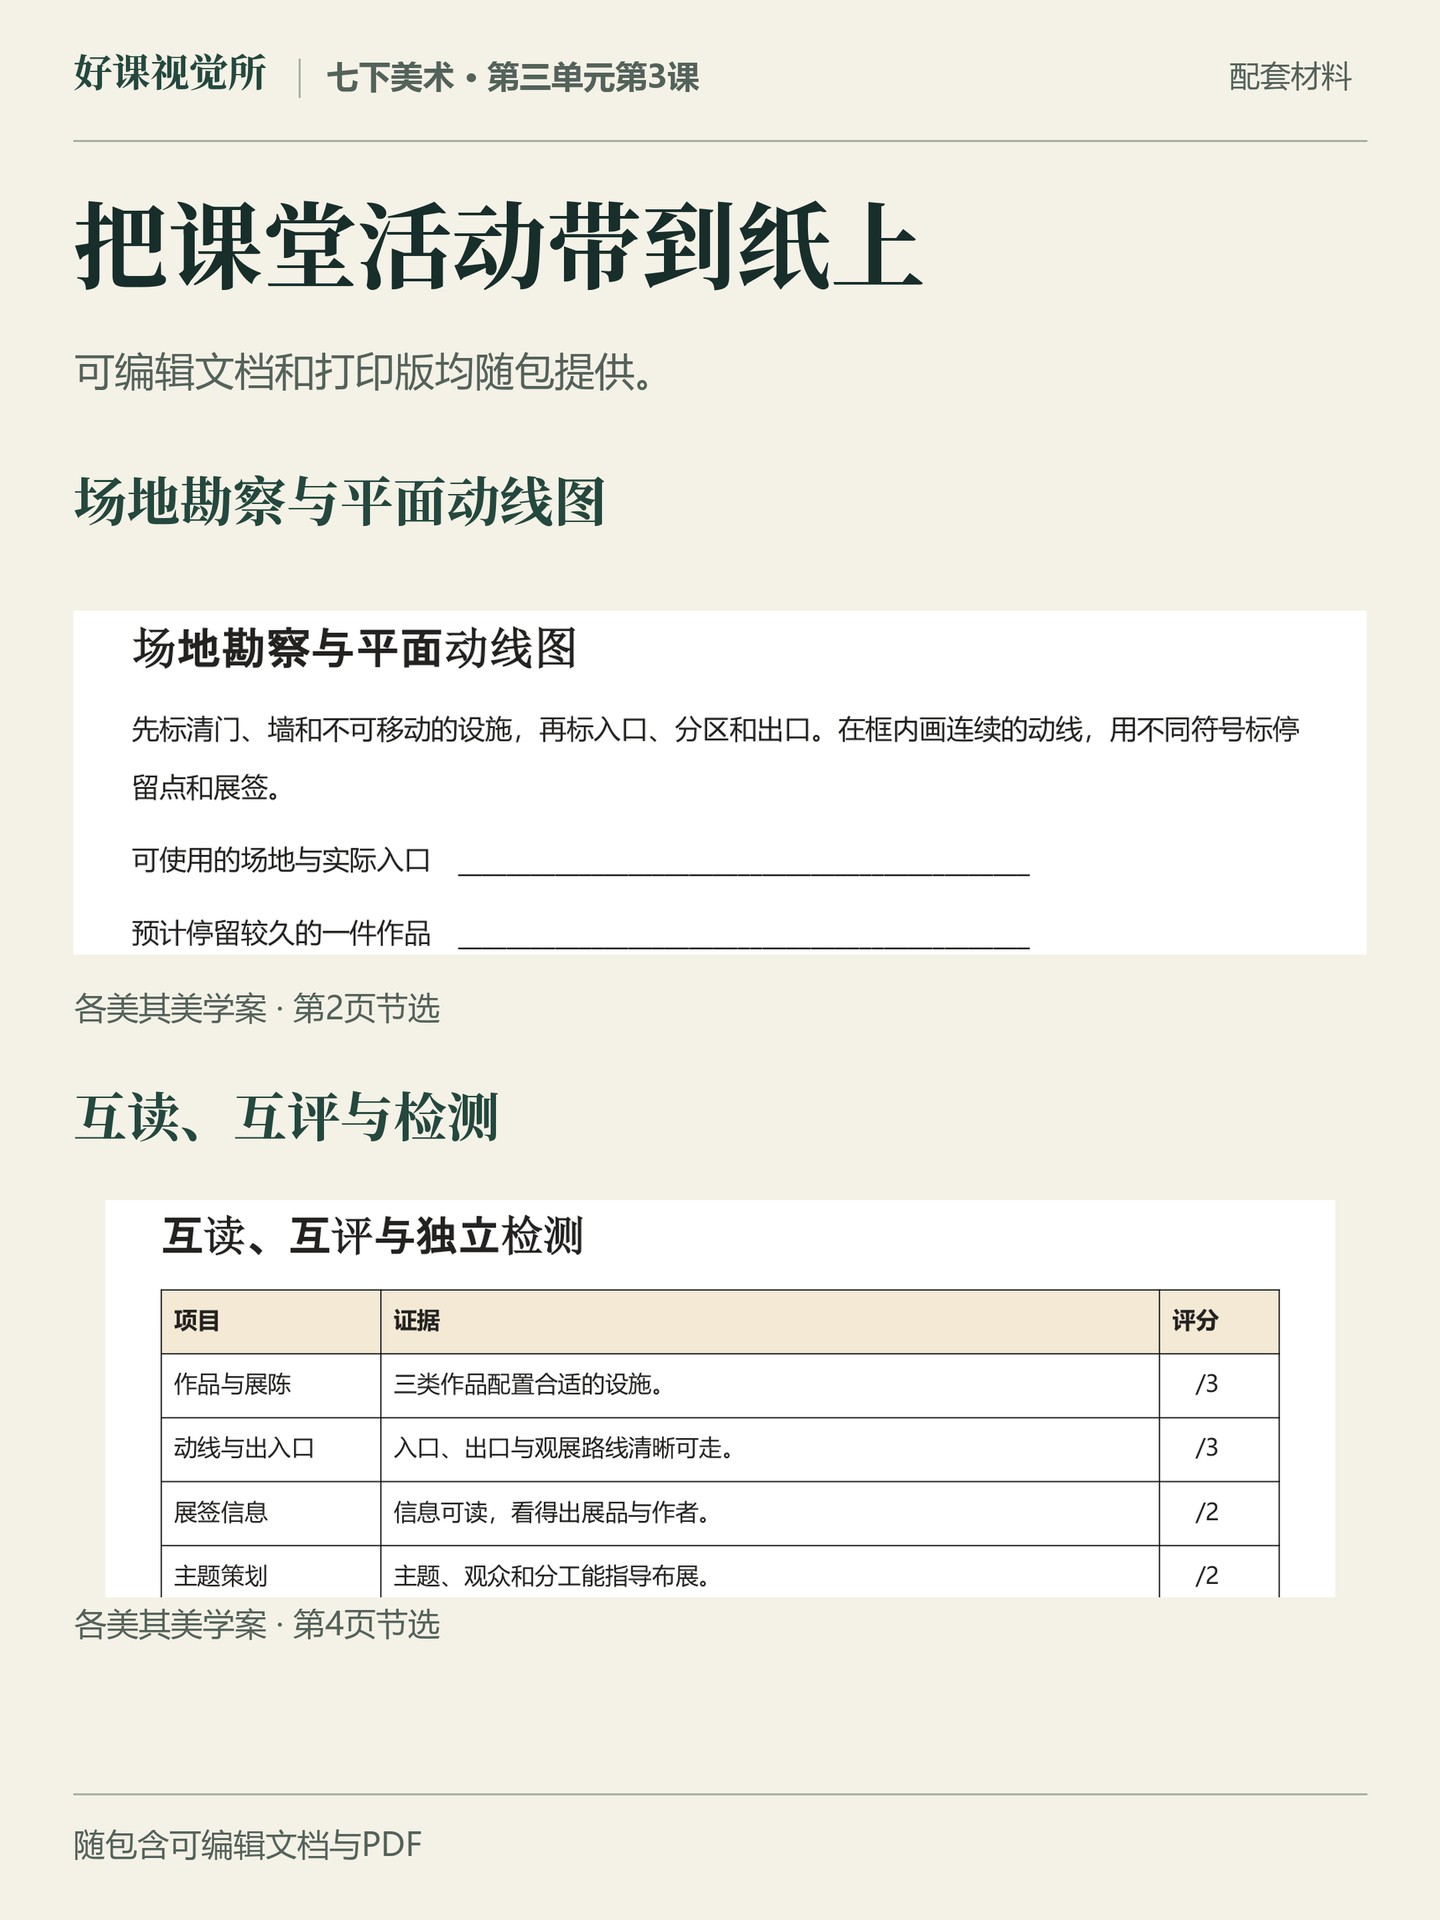 好课视觉所 | 七下美术·第三单元第3课 配套材料
把课堂活动带到纸上
可编辑文档和打印版均随包提供。
场地勘察与平面动线图
场地勘察与平面动线图
先标清门、墙和不可移动的设施，再标入口、分区和出口。在框内画连续的动线，用不同符号标停
留点和展签。
可使用的场地与实际入口
预计停留较久的一件作品
各美其美学案 · 第2页节选
互读、互评与检测
互读、互评与独立检测
项目 证据 评分
作品与展陈 三类作品配置合适的设施。 /3
动线与出入口 入口、出口与观展路线清晰可走。 /3
展签信息 信息可读，看得出展品与作者。 /2
主题策划 主题、观众和分工能指导布展。 /2
各美其美学案 · 第4页节选
随包含可编辑文档与PDF